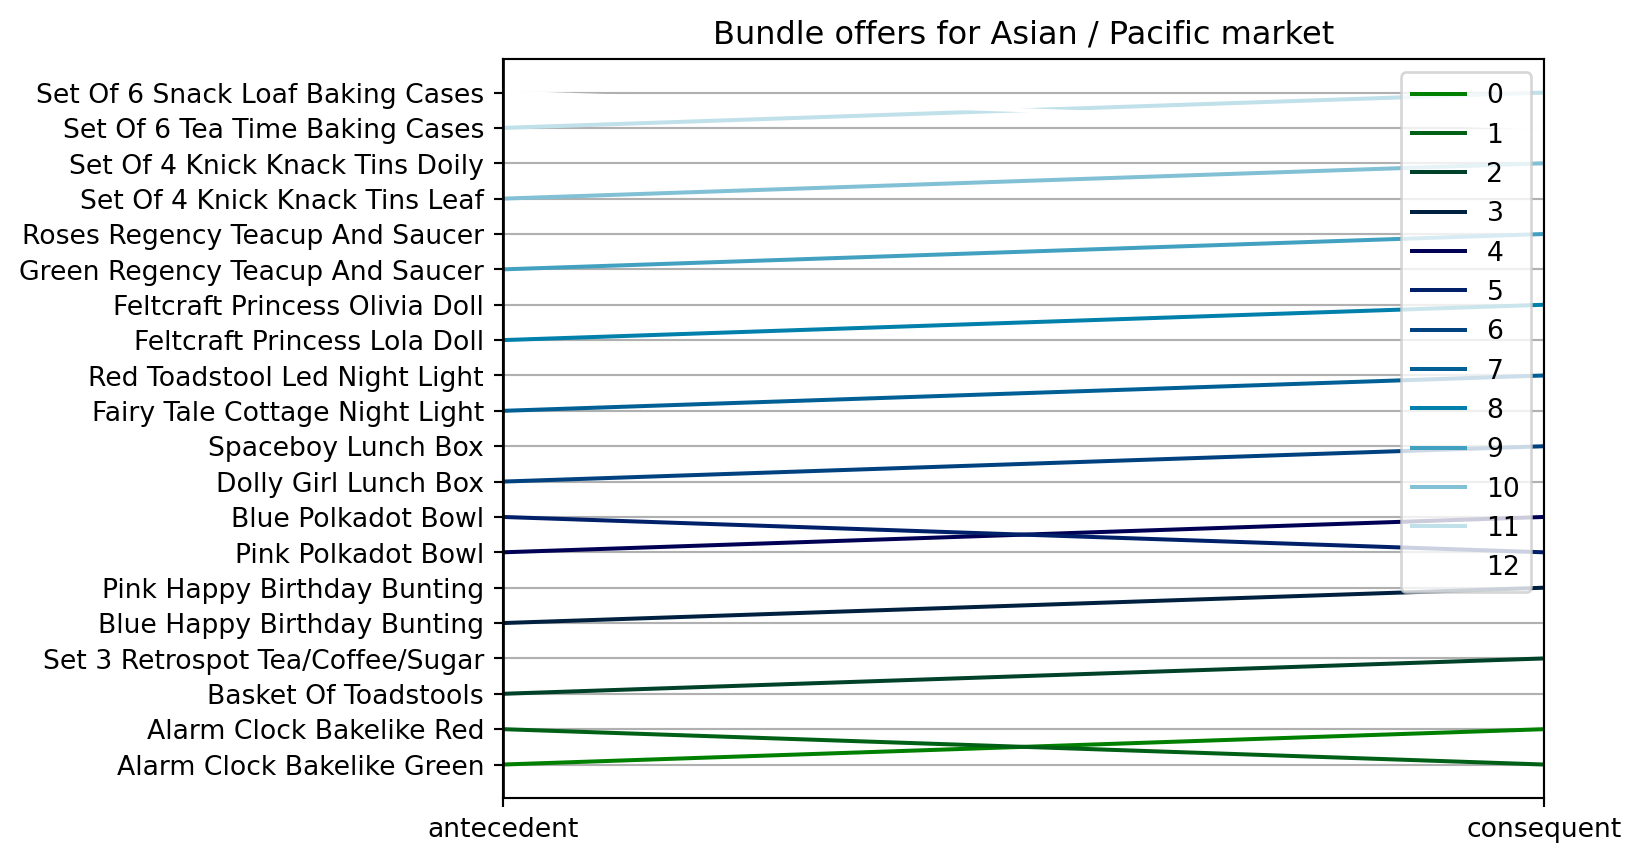 Bundle offers for Asian / Pacific market
Set Of 6 Snack Loaf Baking Cases
Set Of 6 Tea Time Baking Cases
Set Of 4 Knick Knack Tins Doily
Set Of 4 Knick Knack Tins Leaf
Roses Regency Teacup And Saucer
Green Regency Teacup And Saucer
Feltcraft Princess Olivia Doll
Feltcraft Princess Lola Doll
Red Toadstool Led Night Light
Fairy Tale Cottage Night Light
Spaceboy Lunch Box
Dolly Girl Lunch Box
Blue Polkadot Bowl
Pink Polkadot Bowl
Pink Happy Birthday Bunting
Blue Happy Birthday Bunting
Set 3 Retrospot Tea/Coffee/Sugar
Basket Of Toadstools
Alarm Clock Bakelike Red
Alarm Clock Bakelike Green
0
1
2
3
4
5
6
7
8
9
10
11
12
antecedent
consequent